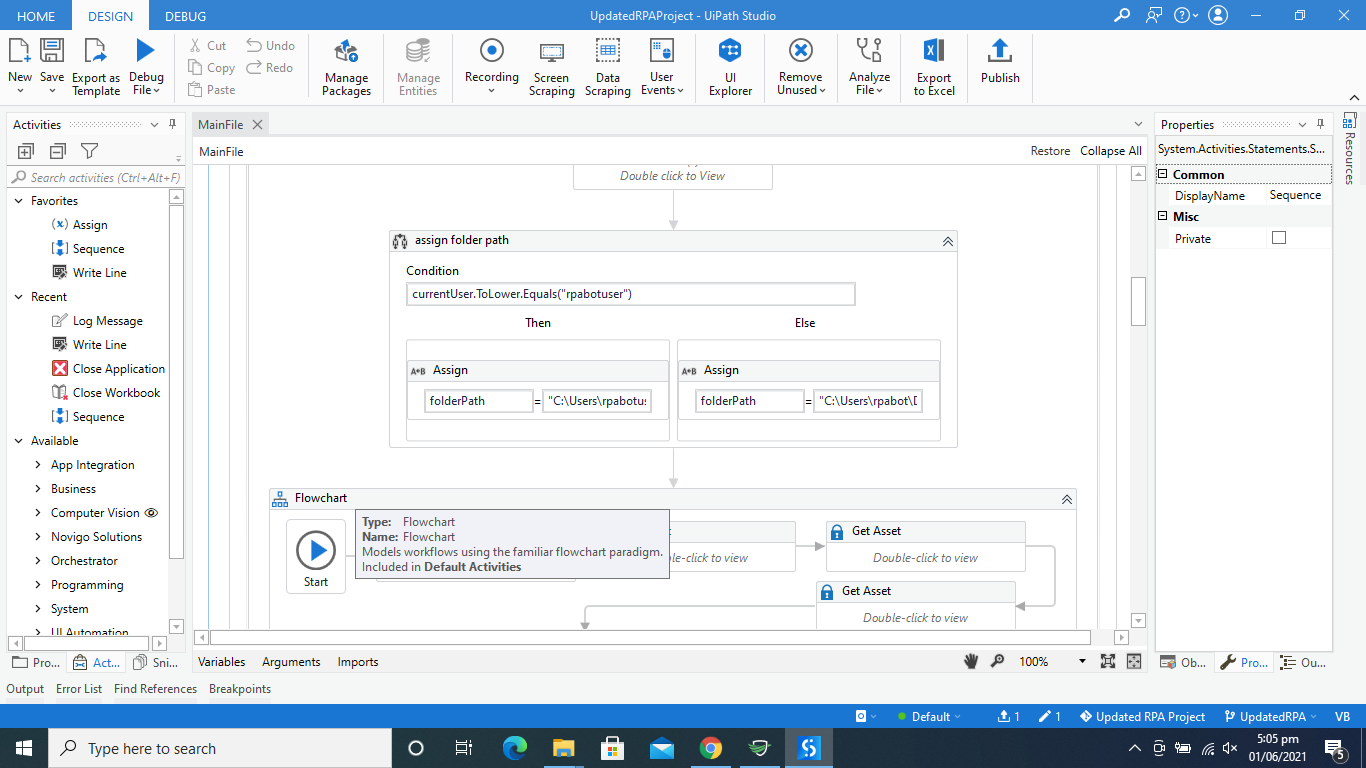 HOME DESIGN DEBUG UpdatedRPAProject - UiPath Studio
New Save Export as Template Debug File
Cut Copy Paste Undo Redo
Manage Packages Manage Entities Recording Screen Scraping Data Scraping User Events UI Explorer Remove Unused Analyze File Export to Excel Publish
Activities
Search activities (Ctrl+Alt+F)
Favorites
Assign
Sequence
Write Line
Recent
Log Message
Write Line
Close Application
Close Workbook
Sequence
Available
App Integration
Business
Computer Vision
Novigo Solutions
Orchestrator
Programming
System
UI Automation
Pro... Act... Sni...
MainFile
MainFile Restore Collapse All
Double click to View
assign folder path
Condition
currentUser.ToLower.Equals("rpabotuser")
Then Else
A*B Assign A*B Assign
folderPath = "C:\Users\rpabotus folderPath = "C:\Users\rpabot\D
Flowchart
Start
Type: Flowchart
Name: Flowchart
Models workflows using the familiar flowchart paradigm.
Included in Default Activities
le-click to view
Get Asset
Double-click to view
Get Asset
Double-click to view
Variables Arguments Imports 100%
Properties
System.Activities.Statements.S...
Common
DisplayName Sequence
Misc
Private
Resources
Ob... Pro... Ou...
Output Error List Find References Breakpoints
Default 1 1 Updated RPA Project UpdatedRPA VB
Type here to search
5:05 pm
01/06/2021
5